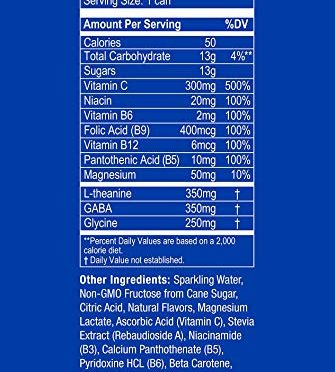 Serving Size: 1 can
Amount Per Serving %DV
Calories 50
Total Carbohydrate 13g 4%**
Sugars 13g
Vitamin C 300mg 500%
Niacin 20mg 100%
Vitamin B6 2mg 100%
Folic Acid (B9) 400mcg 100%
Vitamin B12 6mcg 100%
Pantothenic Acid (B5) 10mg 100%
Magnesium 50mg 10%
L-theanine 350mg †
GABA 350mg †
Glycine 250mg †
**Percent Daily Values are based on a 2,000
calorie diet.
† Daily Value not established.
Other Ingredients: Sparkling Water,
Non-GMO Fructose from Cane Sugar,
Citric Acid, Natural Flavors, Magnesium
Lactate, Ascorbic Acid (Vitamin C), Stevia
Extract (Rebaudioside A), Niacinamide
(B3), Calcium Panthothenate (B5),
Pyridoxine HCL (B6), Beta Carotene,